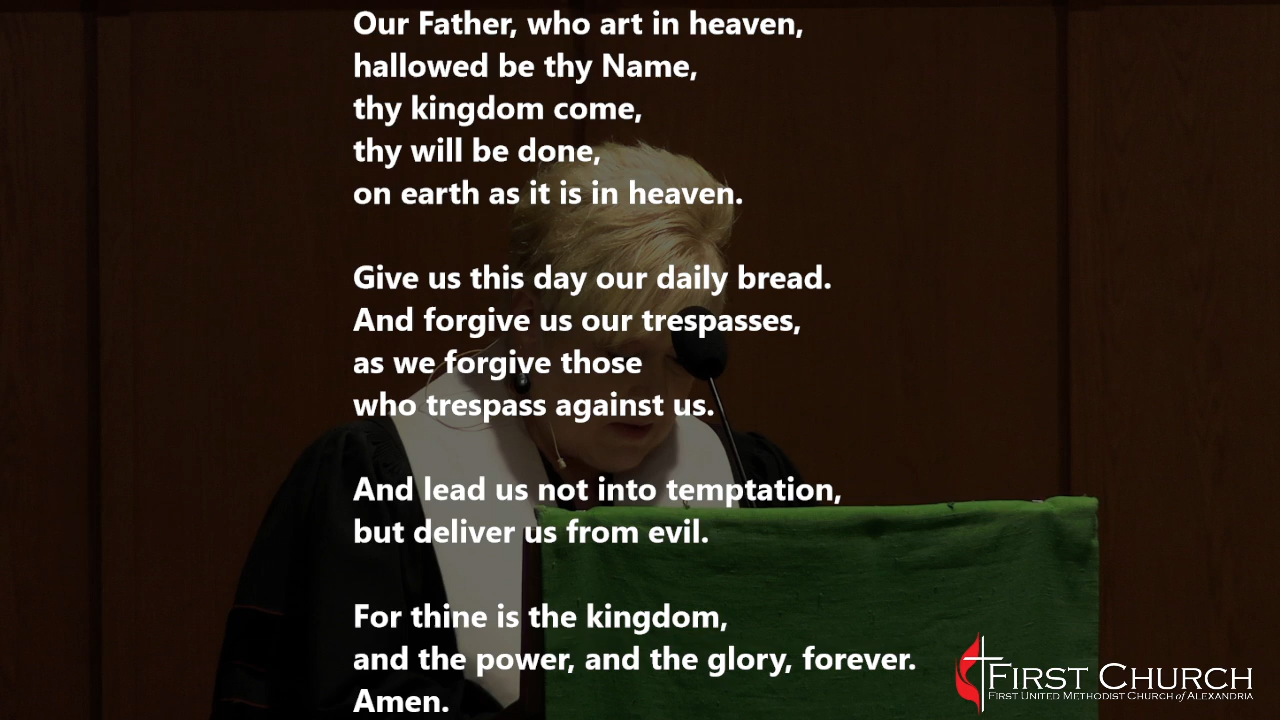 Our Father, who art in heaven,
hallowed be thy Name,
thy kingdom come,
thy will be done,
on earth as it is in heaven.
Give us this day our daily bread.
And forgive us our trespasses,
as we forgive those
who trespass against us.
And lead us not into temptation,
but deliver us from evil.
For thine is the kingdom,
and the power, and the glory, forever.
Amen.
First Church
First United Methodist Church of Alexandria